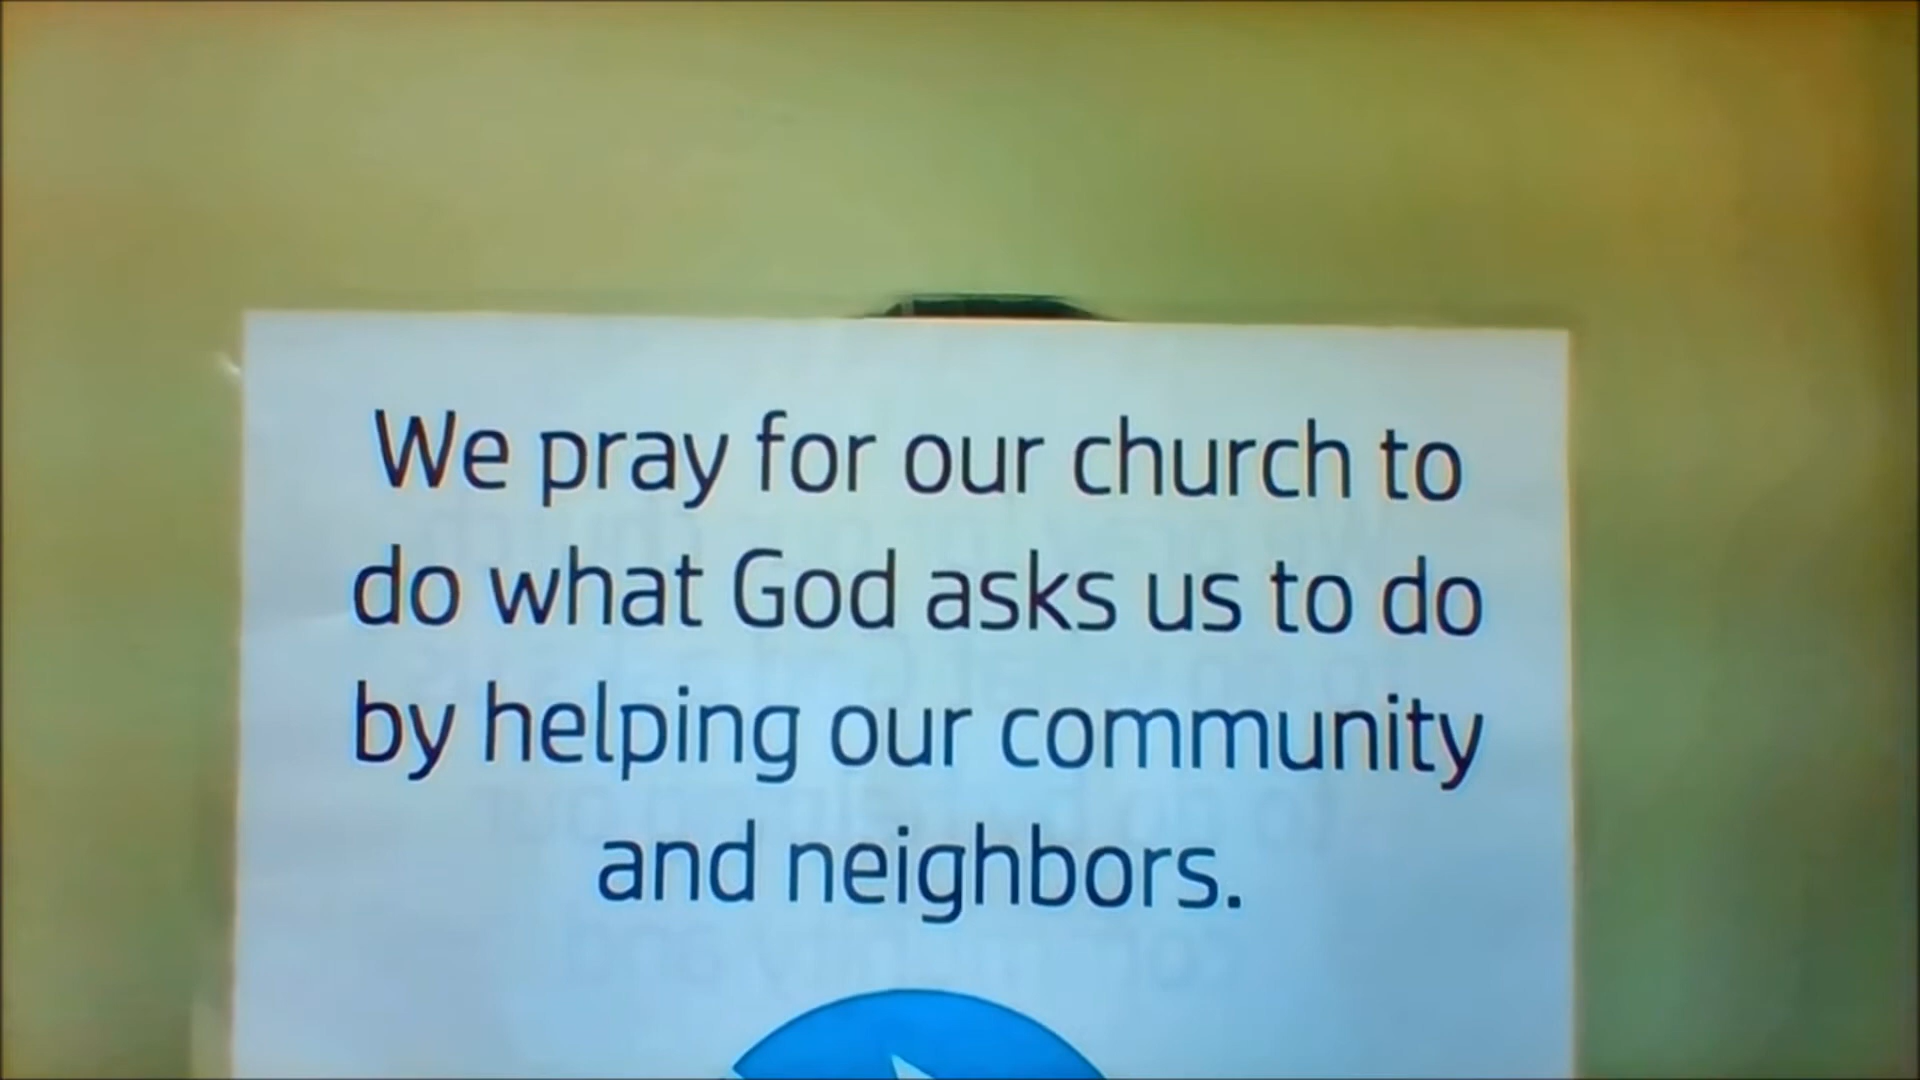 We pray for our church to
do what God asks us to do
by helping our community
and neighbors.